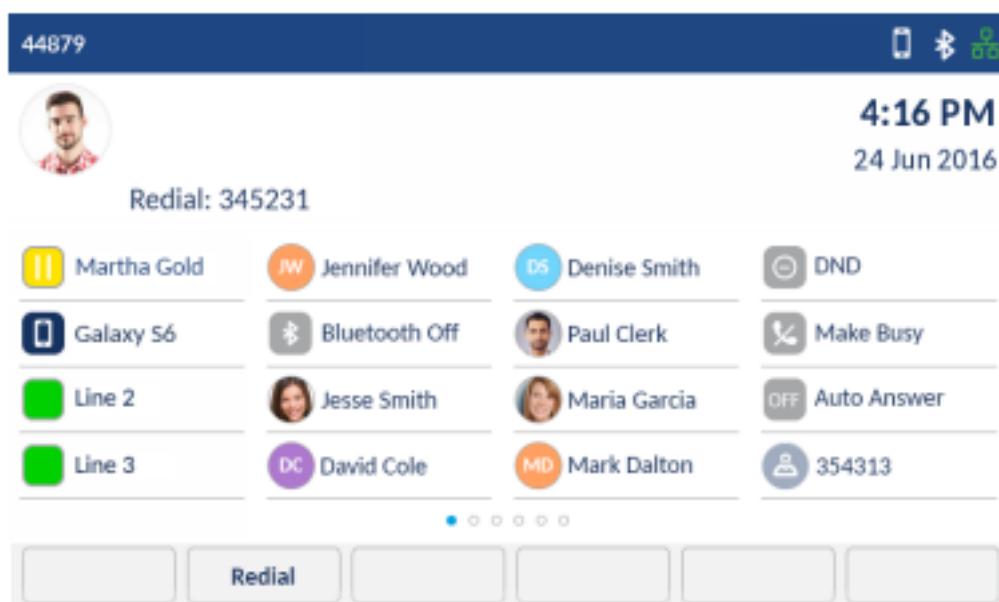 44879
4:16 PM
24 Jun 2016
Redial: 345231
Martha Gold
JW Jennifer Wood
DS Denise Smith
DND
Galaxy S6
Bluetooth Off
Paul Clerk
Make Busy
Line 2
Jesse Smith
Maria Garcia
OFF Auto Answer
Line 3
DC David Cole
MD Mark Dalton
354313
Redial